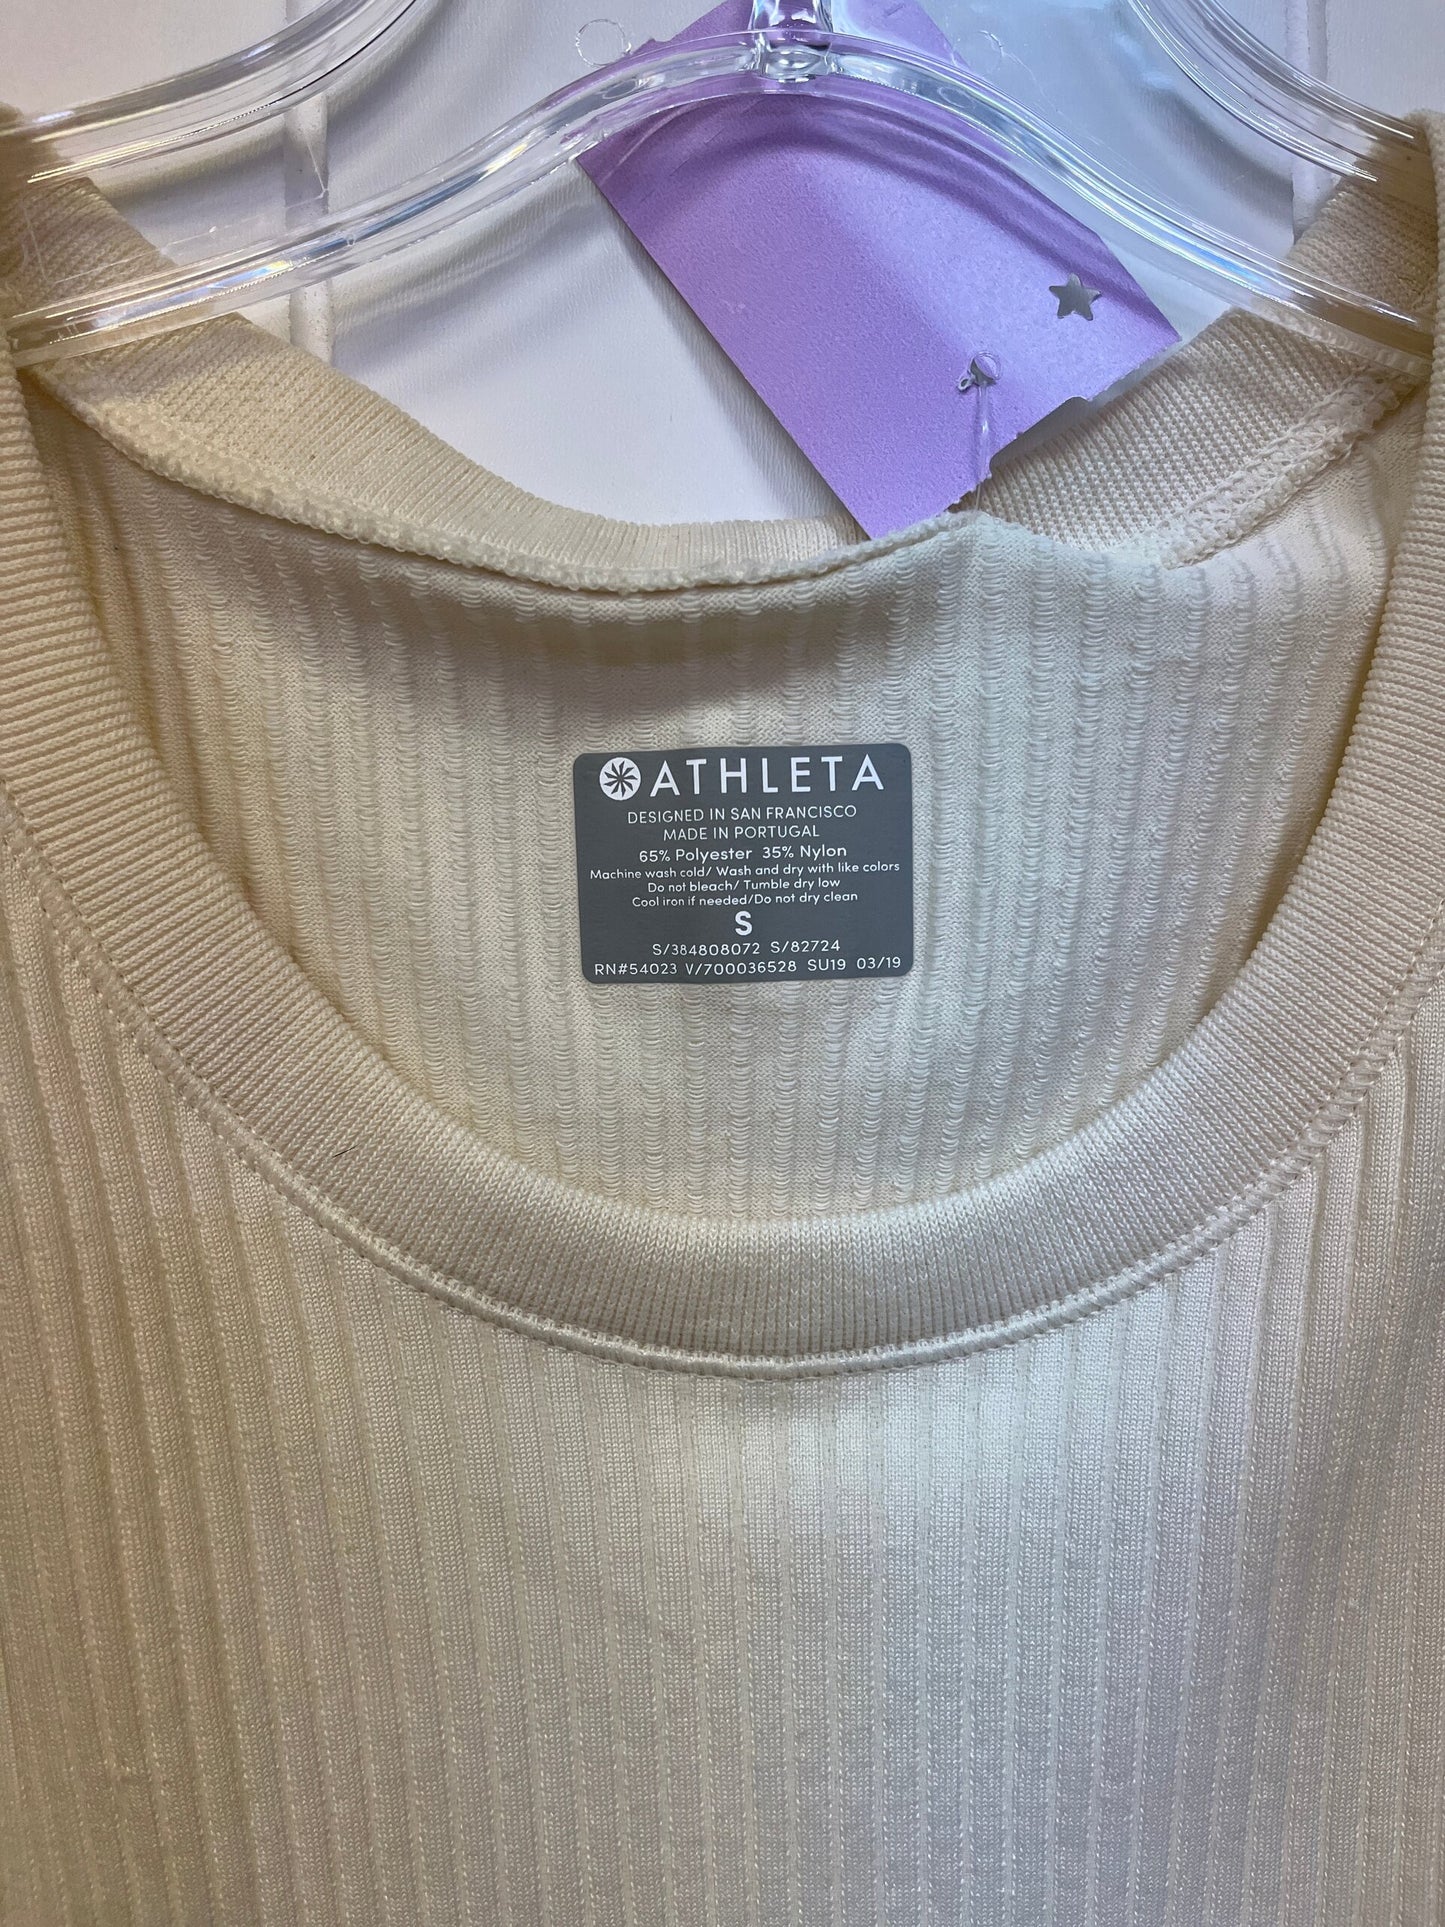 ATHLETA
DESIGNED IN SAN FRANCISCO
MADE IN PORTUGAL
65% Polyester 35% Nylon
Machine wash cold/ Wash and dry with like colors
Do not bleach/ Tumble dry low
Cool iron if needed/Do not dry clean
S
S/384808072 S/82724
RN#54023 V/700036528 SU19 03/19